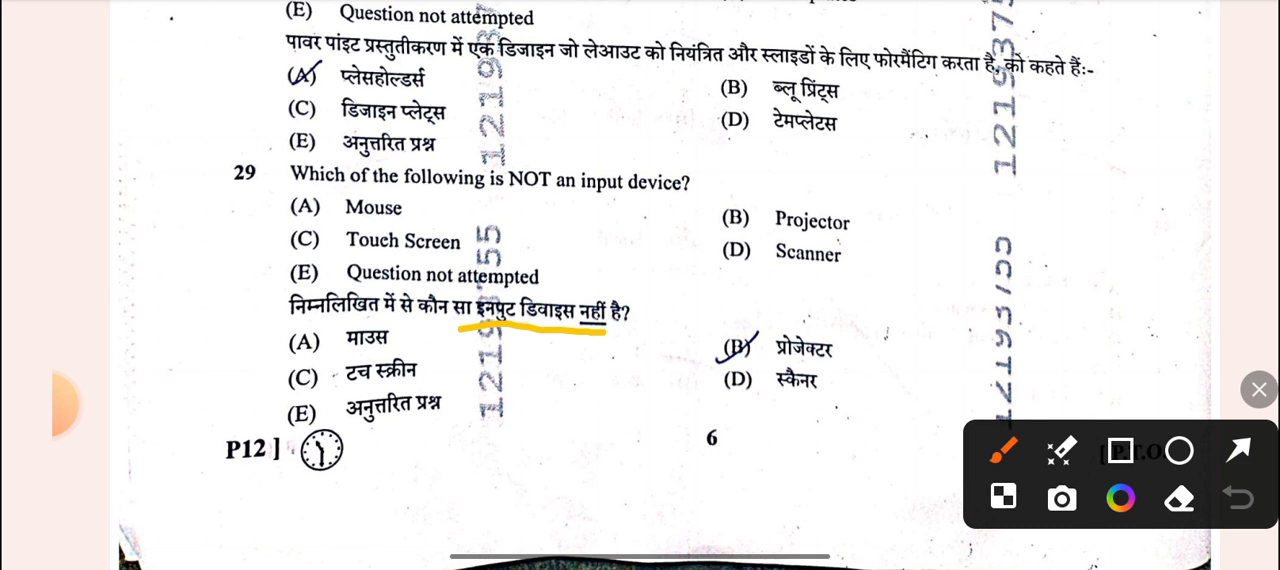 (E) Question not attempted
पावर पांइट प्रस्तुतीकरण में एक डिजाइन जो लेआउट को नियंत्रित और स्लाइडों के लिए फोरमैटिंग करता है, को कहते हैं:-
(A) प्लेसहोल्डर्स (B) ब्लू प्रिंट्स
(C) डिजाइन प्लेट्स (D) टेमप्लेटस
(E) अनुत्तरित प्रश्न
29 Which of the following is NOT an input device?
(A) Mouse (B) Projector
(C) Touch Screen (D) Scanner
(E) Question not attempted
निम्नलिखित में से कौन सा इनपुट डिवाइस नहीं है?
(A) माउस (B) प्रोजेक्टर
(C) टच स्क्रीन (D) स्कैनर
(E) अनुत्तरित प्रश्न
P12 ] 6 [ P.T.O.